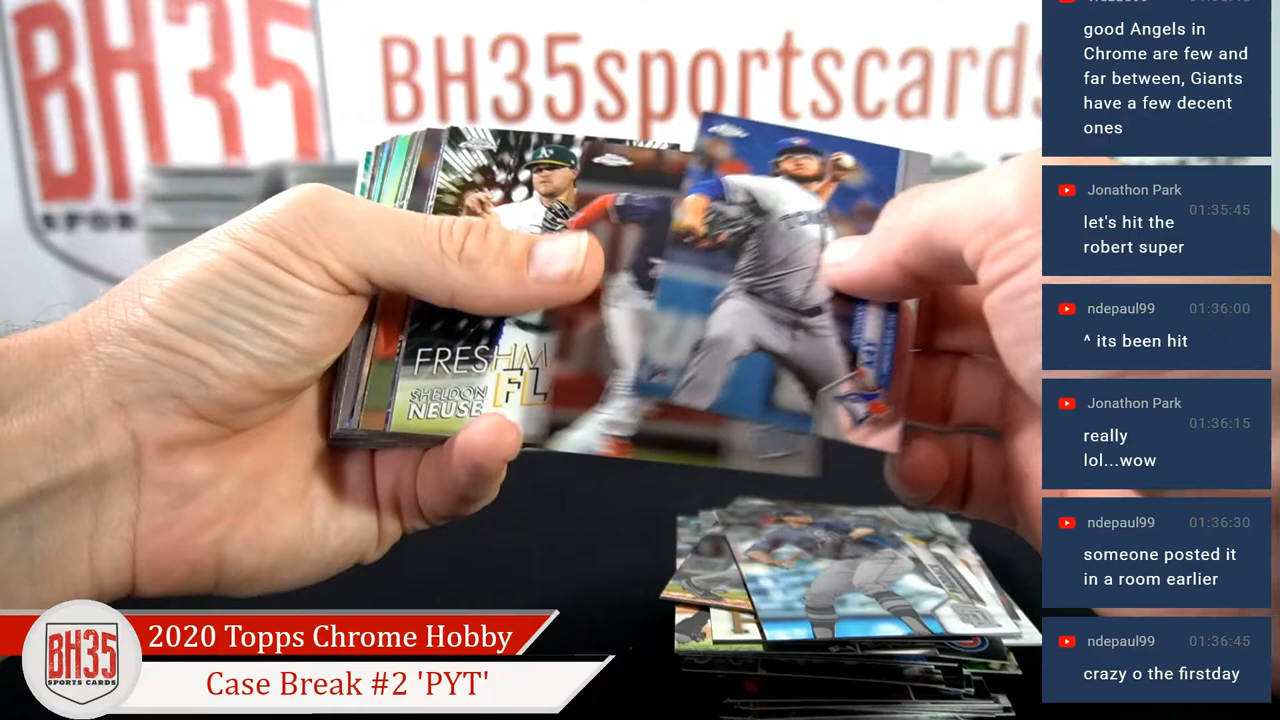 BH35
SPORTS
BH35sportscards
A's
FRESHM
FL
SHELDON
NEUSE
good Angels in
Chrome are few and
far between, Giants
have a few decent
ones
Jonathon Park
01:35:45
let's hit the
robert super
ndepaul99 01:36:00
^ its been hit
Jonathon Park
01:36:15
really
lol...wow
ndepaul99 01:36:30
someone posted it
in a room earlier
ndepaul99 01:36:45
crazy o the firstday
BH35
SPORTS CARDS
2020 Topps Chrome Hobby
Case Break #2 'PYT'